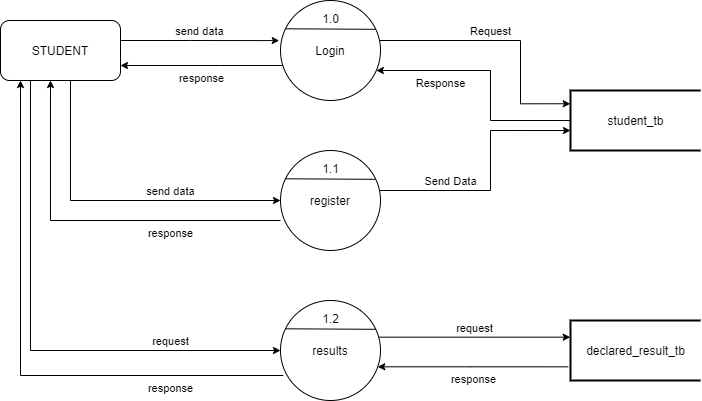 1.0
send data
Request
STUDENT
Login
response
Response
student_tb
1.1
Send Data
send data
register
response
1.2
request
request
results
declared_result_tb
response
response